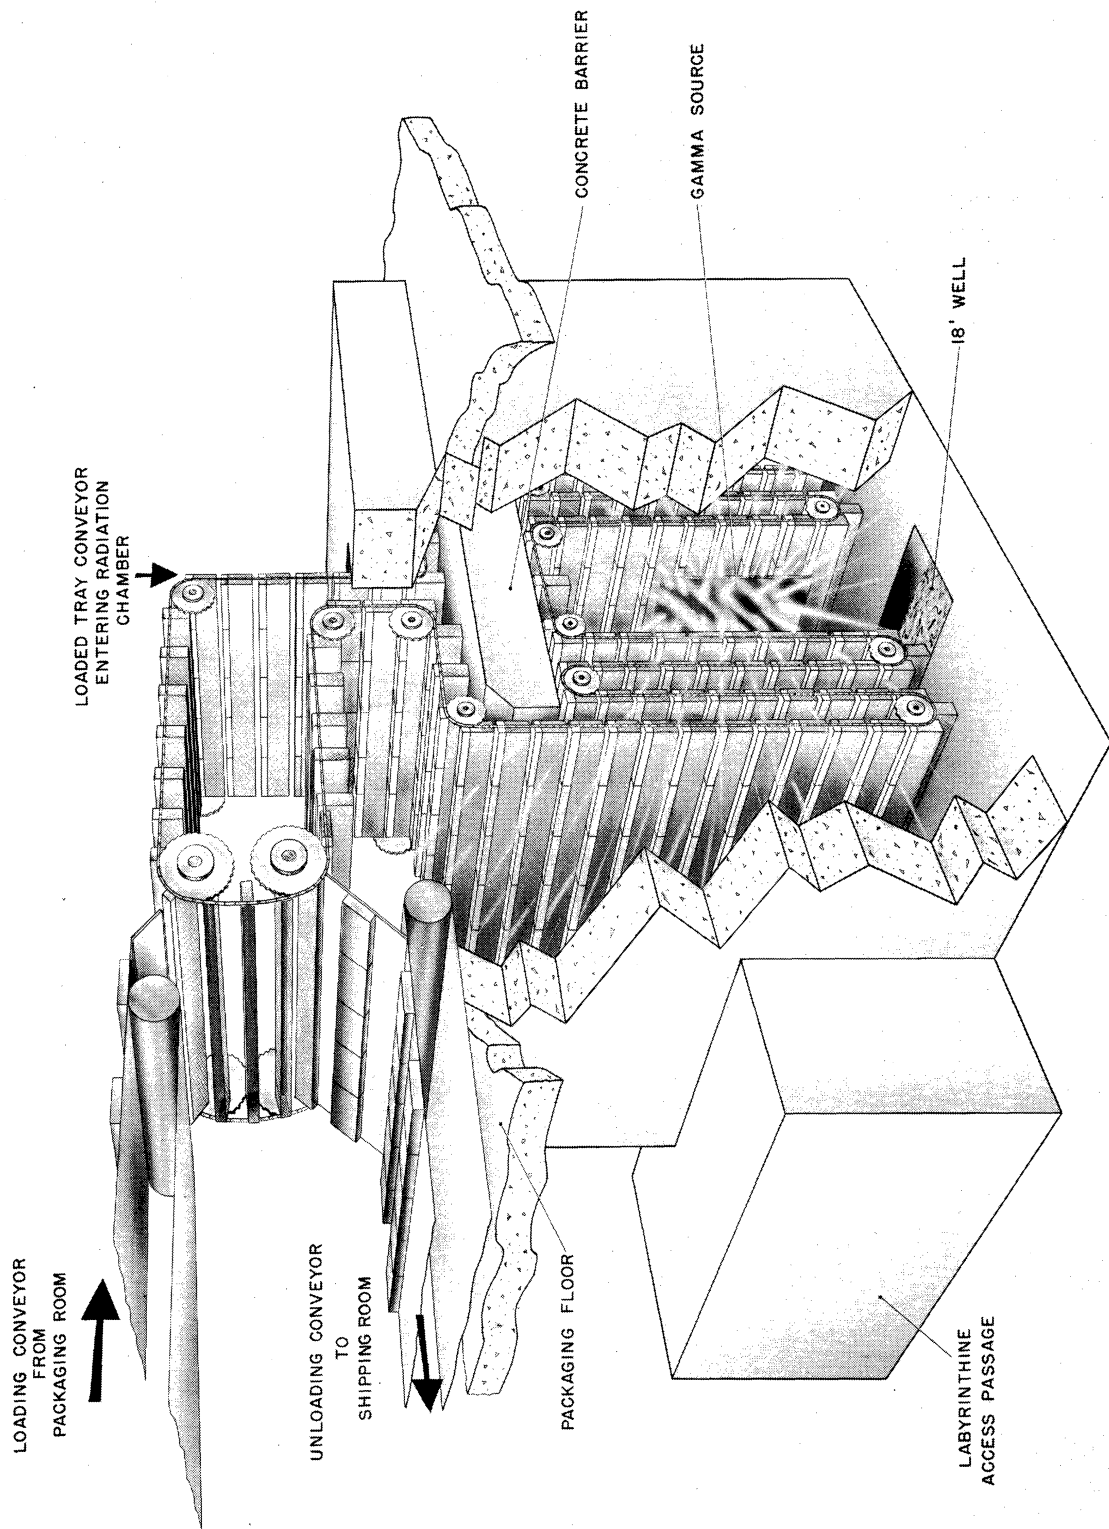 LOADING CONVEYOR
FROM
PACKAGING ROOM
LOADED TRAY CONVEYOR
ENTERING RADIATION
CHAMBER
UNLOADING CONVEYOR
TO
SHIPPING ROOM
CONCRETE BARRIER
PACKAGING FLOOR
GAMMA SOURCE
18' WELL
LABYRINTHINE
ACCESS PASSAGE